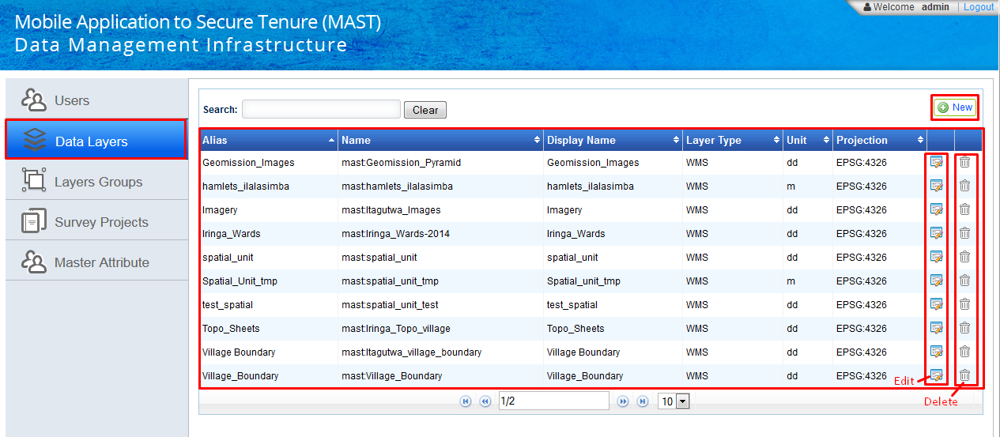 Welcome admin | Logout
Mobile Application to Secure Tenure (MAST)
Data Management Infrastructure
Users
Data Layers
Layers Groups
Survey Projects
Master Attribute
Search: Clear New
Alias Name Display Name Layer Type Unit Projection
Geomission_Images mast:Geomission_Pyramid Geomission_Images WMS dd EPSG:4326
hamlets_ilalasimba mast:hamlets_ilalasimba hamlets_ilalasimba WMS m EPSG:4326
Imagery mast:Itagutwa_Images Imagery WMS dd EPSG:4326
Iringa_Wards mast:Iringa_Wards-2014 Iringa_Wards WMS dd EPSG:4326
spatial_unit mast:spatial_unit spatial_unit WMS dd EPSG:4326
Spatial_Unit_tmp mast:spatial_unit_tmp Spatial_unit_tmp WMS m EPSG:4326
test_spatial mast:spatial_unit_test test_spatial WMS dd EPSG:4326
Topo_Sheets mast:Iringa_Topo_village Topo_Sheets WMS dd EPSG:4326
Village Boundary mast:Itagutwa_village_boundary Village Boundary WMS dd EPSG:4326
Village_Boundary mast:Village_Boundary Village_Boundary WMS dd EPSG:4326
Edit
Delete
1/2 10